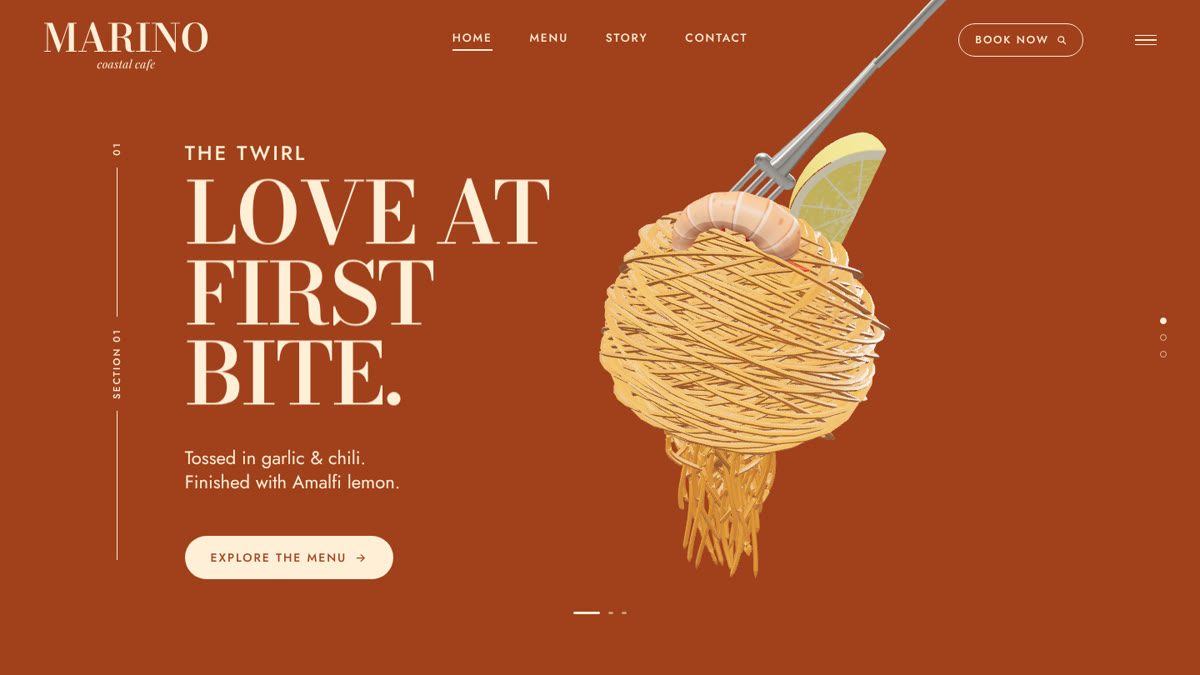 MARINO
coastal cafe
HOME
MENU
STORY
CONTACT
BOOK NOW
01
SECTION 01
THE TWIRL
LOVE AT
FIRST
BITE.
Tossed in garlic & chili.
Finished with Amalfi lemon.
EXPLORE THE MENU →